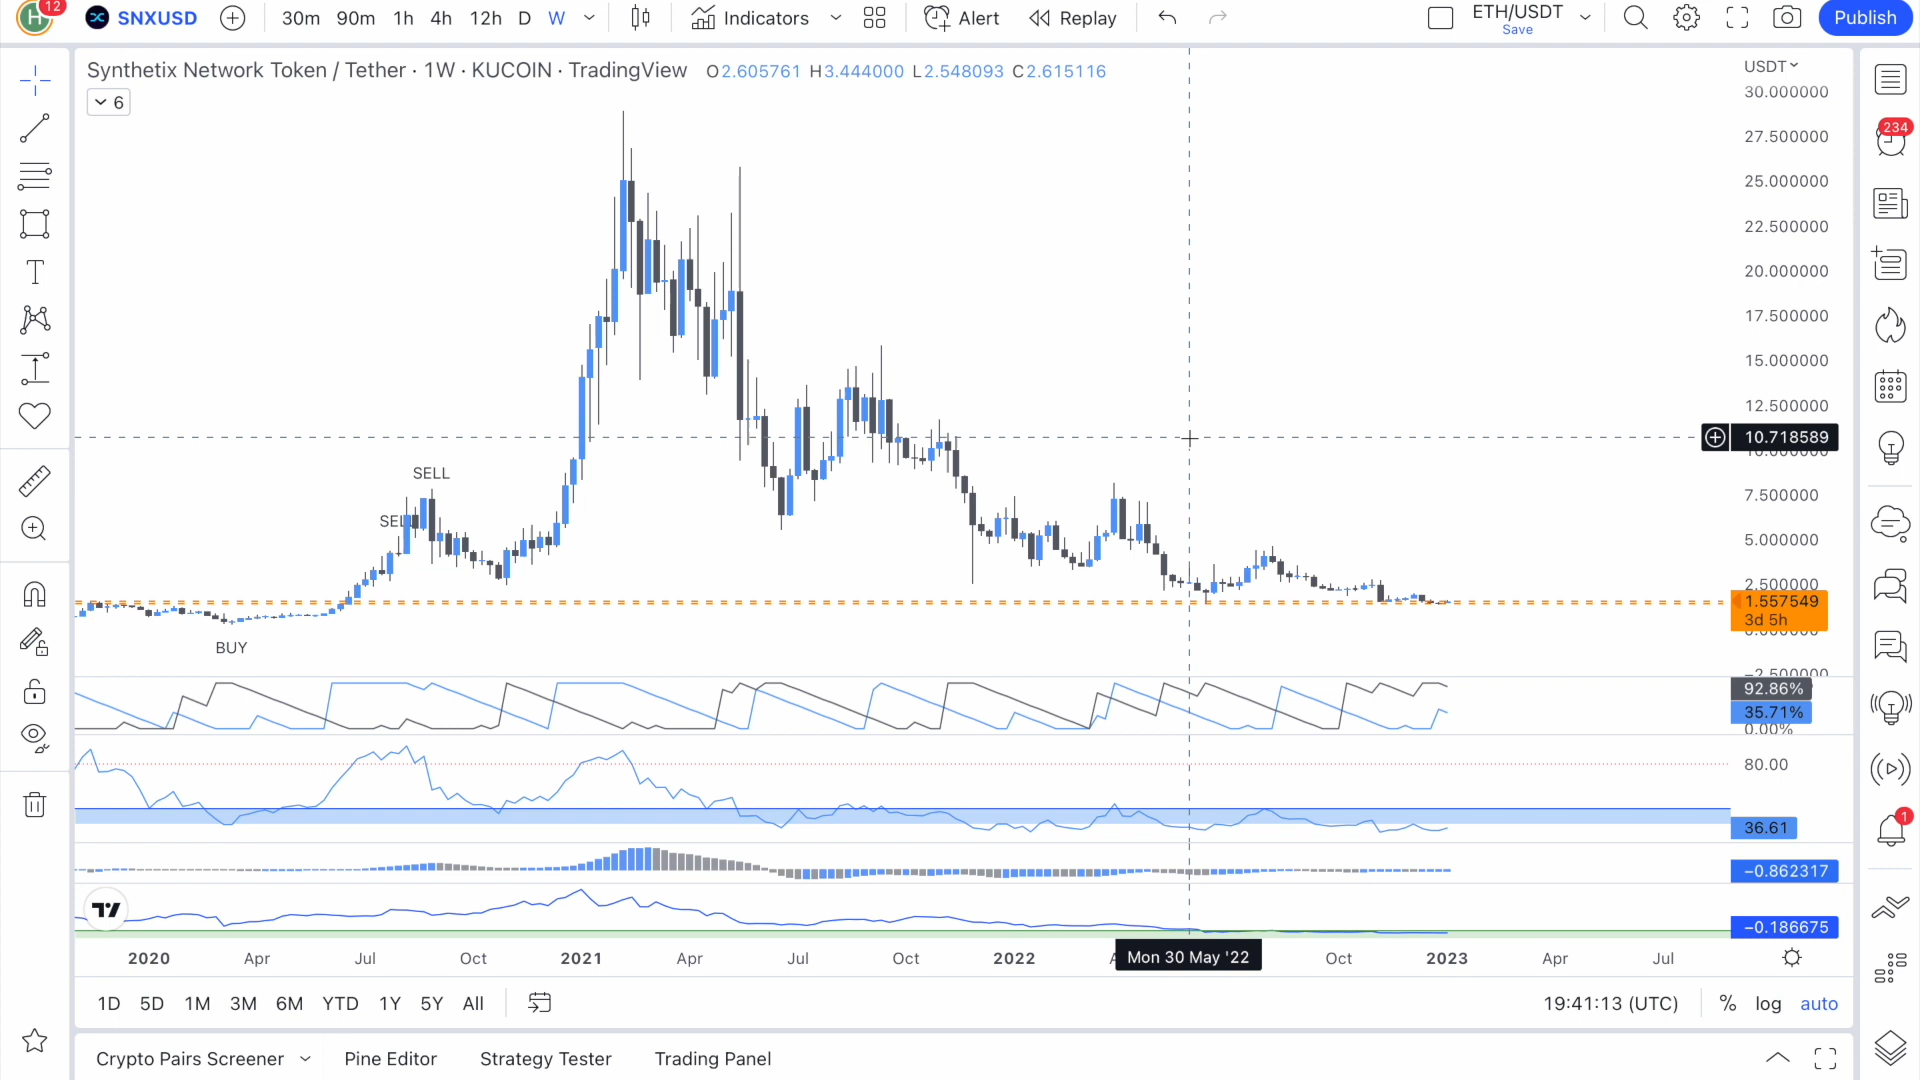 H 12 SNXUSD 30m 90m 1h 4h 12h D W Indicators Alert Replay ETH/USDT Save Publish
Synthetix Network Token / Tether · 1W · KUCOIN · TradingView O2.605761 H3.444000 L2.548093 C2.615116
6
USDT
30.000000
27.500000
234
25.000000
22.500000
20.000000
17.500000
15.000000
12.500000
10.718589
10.000000
SELL
7.500000
SELL
5.000000
2.500000
1.557549
3d 5h
0.000000
BUY
−2.500000
92.86%
35.71%
0.00%
80.00
36.61
1
−0.862317
−0.186675
2020 Apr Jul Oct 2021 Apr Jul Oct 2022 Mon 30 May '22 Oct 2023 Apr Jul
1D 5D 1M 3M 6M YTD 1Y 5Y All 19:41:13 (UTC) % log auto
Crypto Pairs Screener Pine Editor Strategy Tester Trading Panel